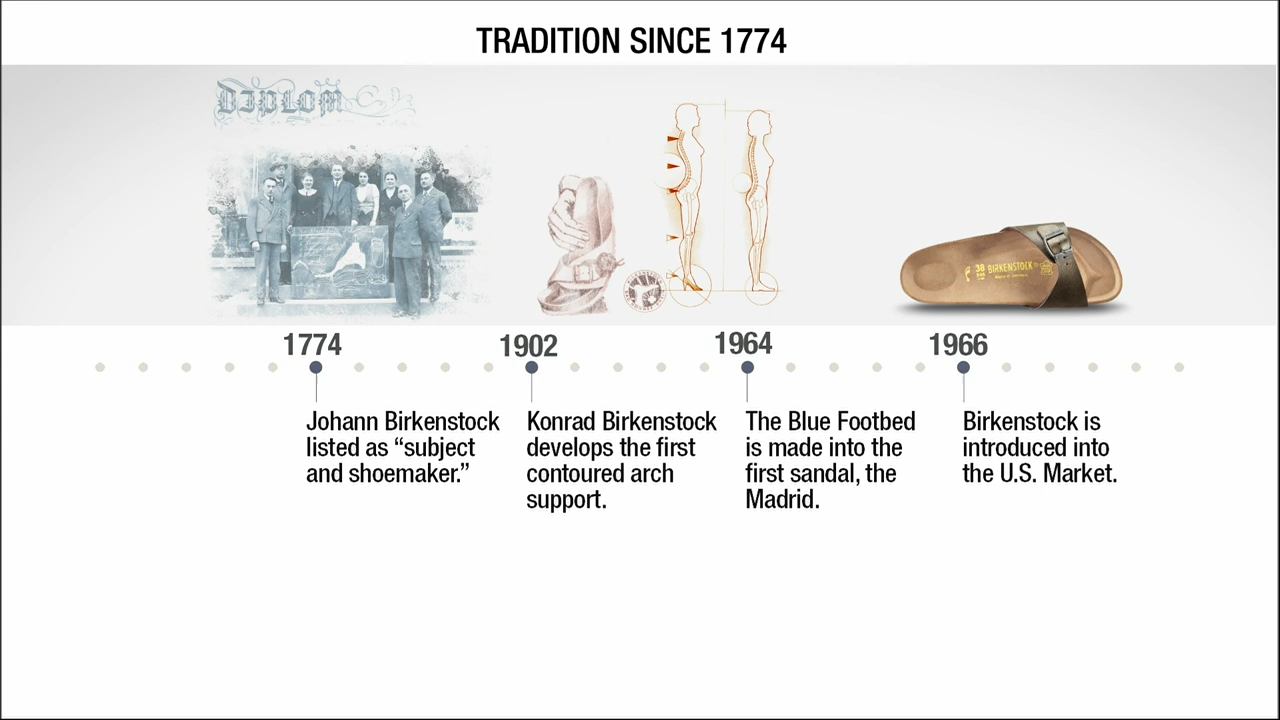 TRADITION SINCE 1774
Diplom
38
BIRKENSTOCK
1774
1902
1964
1966
Johann Birkenstock
listed as “subject
and shoemaker.”
Konrad Birkenstock
develops the first
contoured arch
support.
The Blue Footbed
is made into the
first sandal, the
Madrid.
Birkenstock is
introduced into
the U.S. Market.